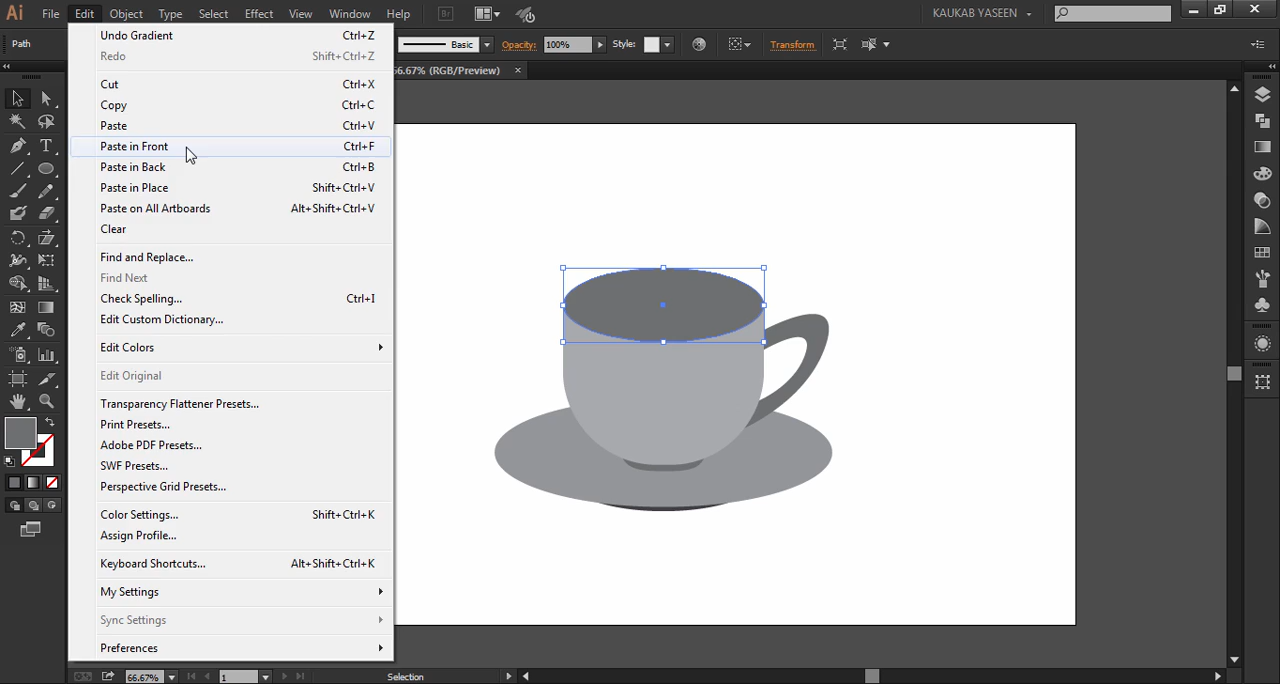 Ai File Edit Object Type Select Effect View Window Help Br KAUKAB YASEEN
Path Basic Opacity: 100% Style: Transform
66.67% (RGB/Preview) ×
Undo Gradient Ctrl+Z
Redo Shift+Ctrl+Z
Cut Ctrl+X
Copy Ctrl+C
Paste Ctrl+V
Paste in Front Ctrl+F
Paste in Back Ctrl+B
Paste in Place Shift+Ctrl+V
Paste on All Artboards Alt+Shift+Ctrl+V
Clear
Find and Replace...
Find Next
Check Spelling... Ctrl+I
Edit Custom Dictionary...
Edit Colors
Edit Original
Transparency Flattener Presets...
Print Presets...
Adobe PDF Presets...
SWF Presets...
Perspective Grid Presets...
Color Settings... Shift+Ctrl+K
Assign Profile...
Keyboard Shortcuts... Alt+Shift+Ctrl+K
My Settings
Sync Settings
Preferences
66.67% 1 Selection